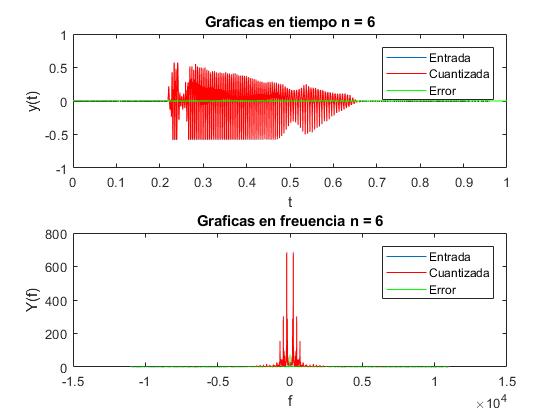 Graficas en tiempo n = 6
1
0.5
0
-0.5
-1
y(t)
Entrada
Cuantizada
Error
0 0.1 0.2 0.3 0.4 0.5 0.6 0.7 0.8 0.9 1
t
Graficas en freuencia n = 6
800
600
400
200
0
Y(f)
Entrada
Cuantizada
Error
-1.5 -1 -0.5 0 0.5 1 1.5
f
×10⁴